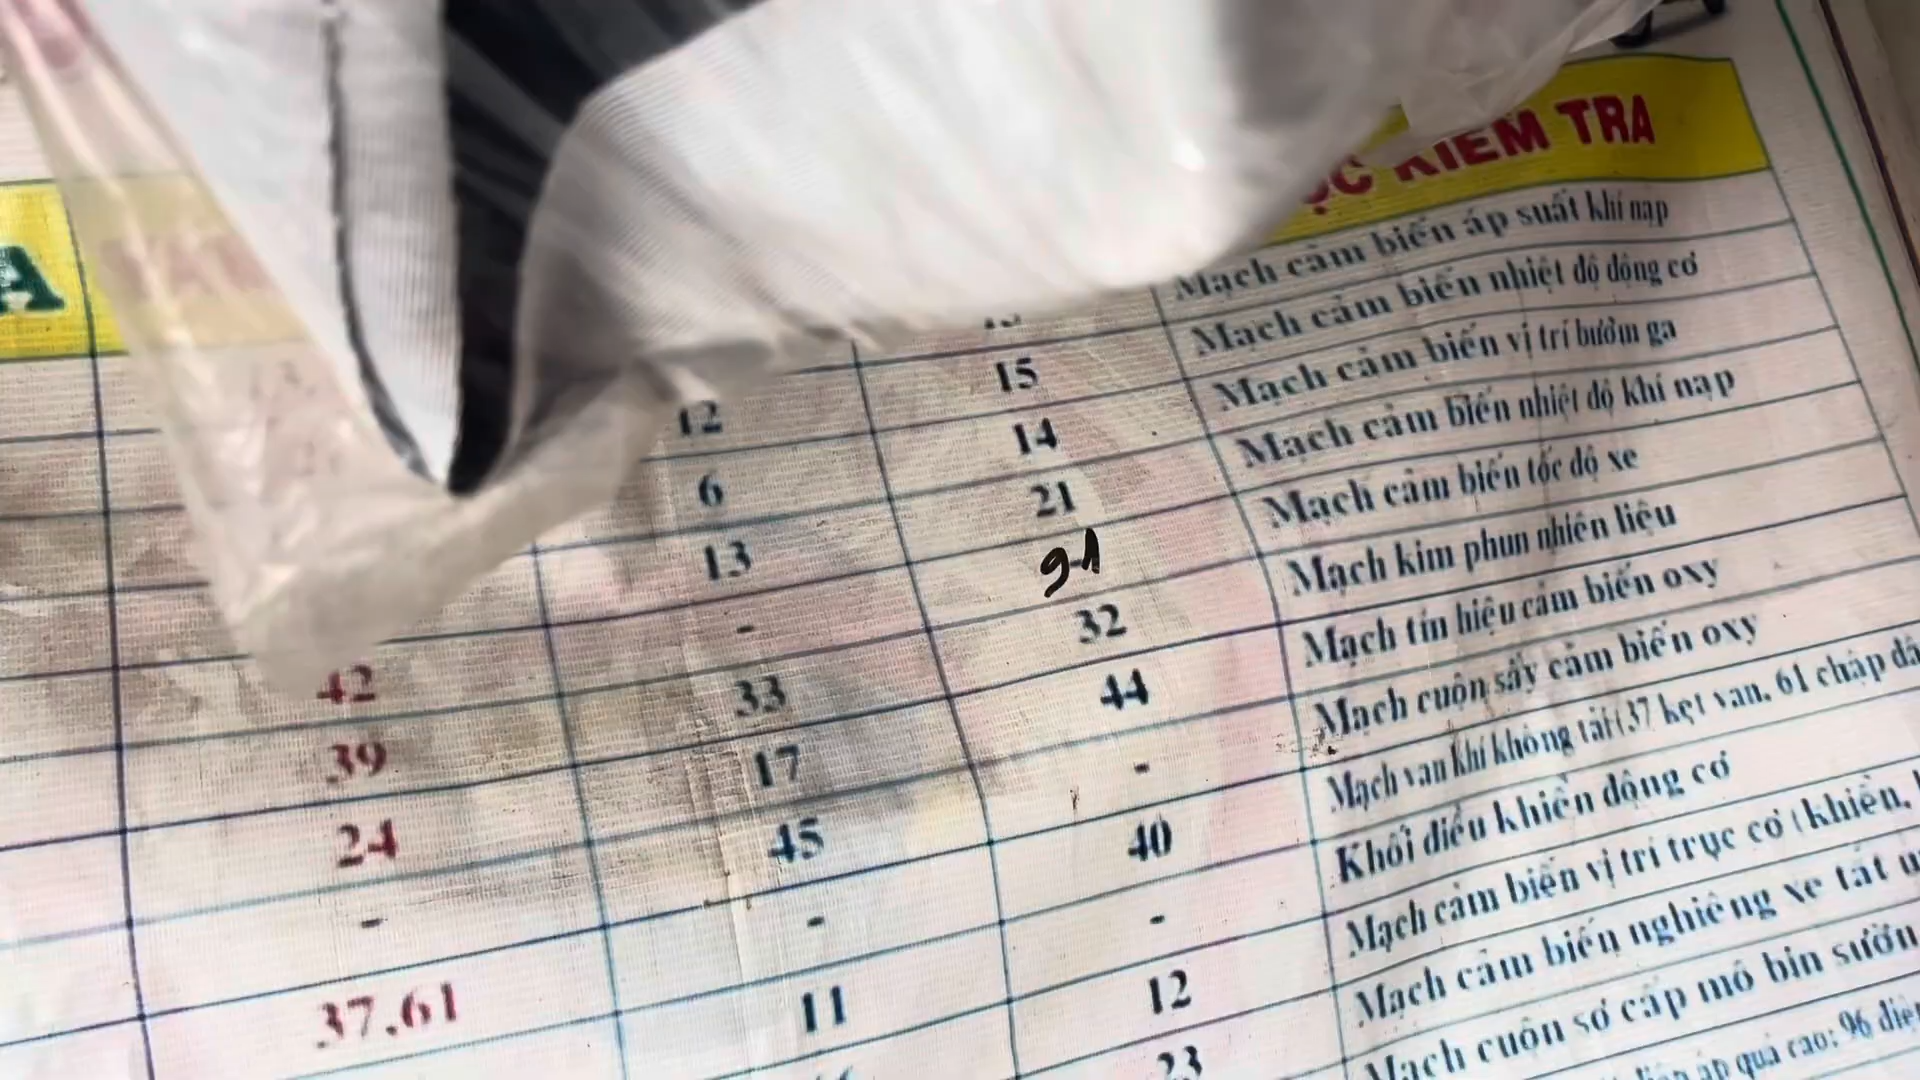 A
KIỂM TRA
Mạch cảm biến áp suất khí nạp
15 Mạch cảm biến nhiệt độ động cơ
12 14 Mạch cảm biến vị trí bướm ga
6 21 Mạch cảm biến nhiệt độ khí nạp
13 91 Mạch cảm biến tốc độ xe
- 32 Mạch kim phun nhiên liệu
42 33 44 Mạch tín hiệu cảm biến oxy
39 17 - Mạch cuộn sấy cảm biến oxy
24 45 40 Mạch van khí không tải (37 kẹt van, 61 chập
- - - Khối điều khiển động cơ
37.61 11 12 Mạch cảm biến vị trí trục cơ (khiển,
23 Mạch cảm biến nghiêng xe tắt
Mạch cuộn sơ cấp mô bin sườn
áp quá cao; 96